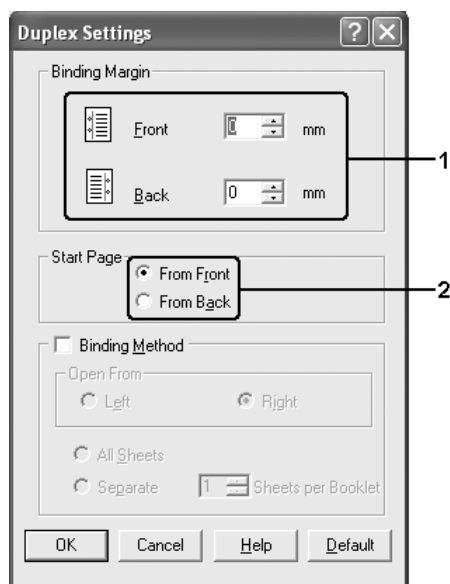 Duplex Settings
Binding Margin
Front 0 mm
1
Back 0 mm
Start Page
From Front
From Back
2
Binding Method
Open From
Left Right
All Sheets
Separate 1 Sheets per Booklet
OK Cancel Help Default